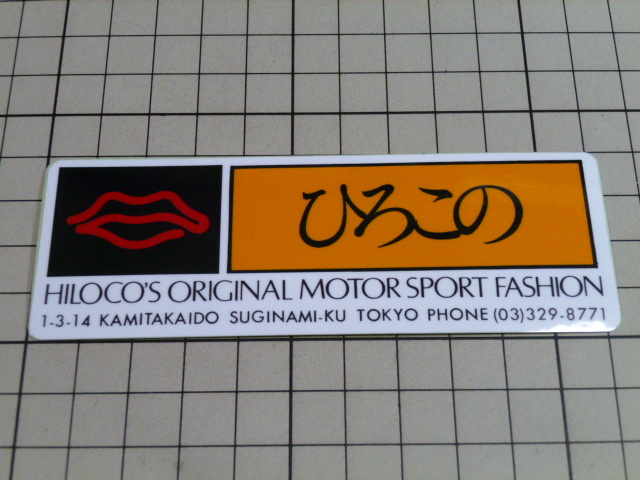 ひろこの
HILOCO'S ORIGINAL MOTOR SPORT FASHION
1-3-14 KAMITAKAIDO SUGINAMI-KU TOKYO PHONE (03)329-8771